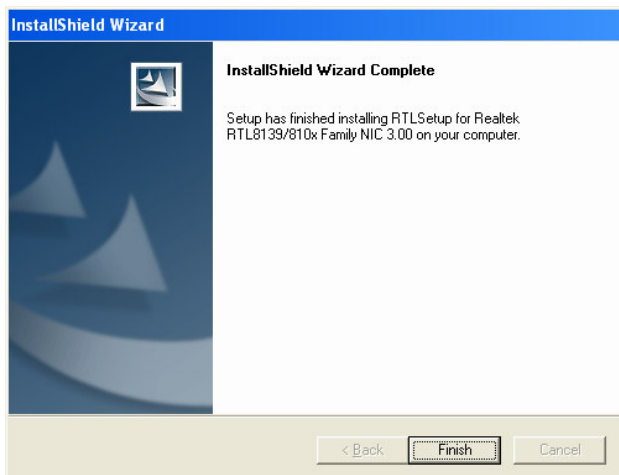 InstallShield Wizard
InstallShield Wizard Complete
Setup has finished installing RTLSetup for Realtek
RTL8139/810x Family NIC 3.00 on your computer.
< Back
Finish
Cancel